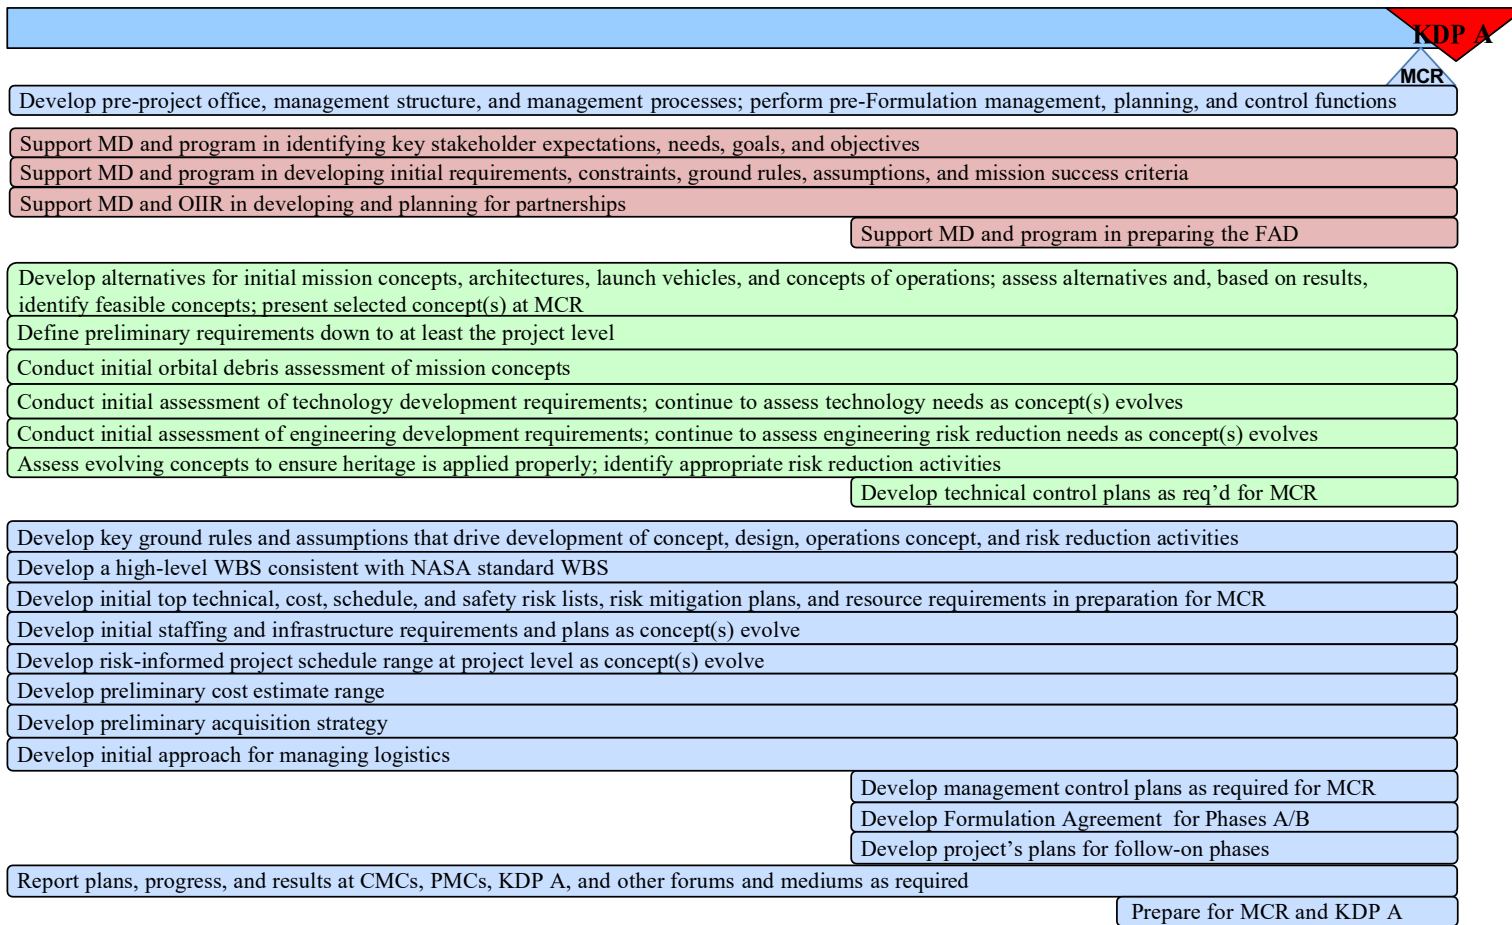 KDP A
MCR
Develop pre-project office, management structure, and management processes; perform pre-Formulation management, planning, and control functions
Support MD and program in identifying key stakeholder expectations, needs, goals, and objectives
Support MD and program in developing initial requirements, constraints, ground rules, assumptions, and mission success criteria
Support MD and OIIR in developing and planning for partnerships
Support MD and program in preparing the FAD
Develop alternatives for initial mission concepts, architectures, launch vehicles, and concepts of operations; assess alternatives and, based on results,
identify feasible concepts; present selected concept(s) at MCR
Define preliminary requirements down to at least the project level
Conduct initial orbital debris assessment of mission concepts
Conduct initial assessment of technology development requirements; continue to assess technology needs as concept(s) evolves
Conduct initial assessment of engineering development requirements; continue to assess engineering risk reduction needs as concept(s) evolves
Assess evolving concepts to ensure heritage is applied properly; identify appropriate risk reduction activities
Develop technical control plans as req’d for MCR
Develop key ground rules and assumptions that drive development of concept, design, operations concept, and risk reduction activities
Develop a high-level WBS consistent with NASA standard WBS
Develop initial top technical, cost, schedule, and safety risk lists, risk mitigation plans, and resource requirements in preparation for MCR
Develop initial staffing and infrastructure requirements and plans as concept(s) evolve
Develop risk-informed project schedule range at project level as concept(s) evolve
Develop preliminary cost estimate range
Develop preliminary acquisition strategy
Develop initial approach for managing logistics
Develop management control plans as required for MCR
Develop Formulation Agreement for Phases A/B
Develop project’s plans for follow-on phases
Report plans, progress, and results at CMCs, PMCs, KDP A, and other forums and mediums as required
Prepare for MCR and KDP A